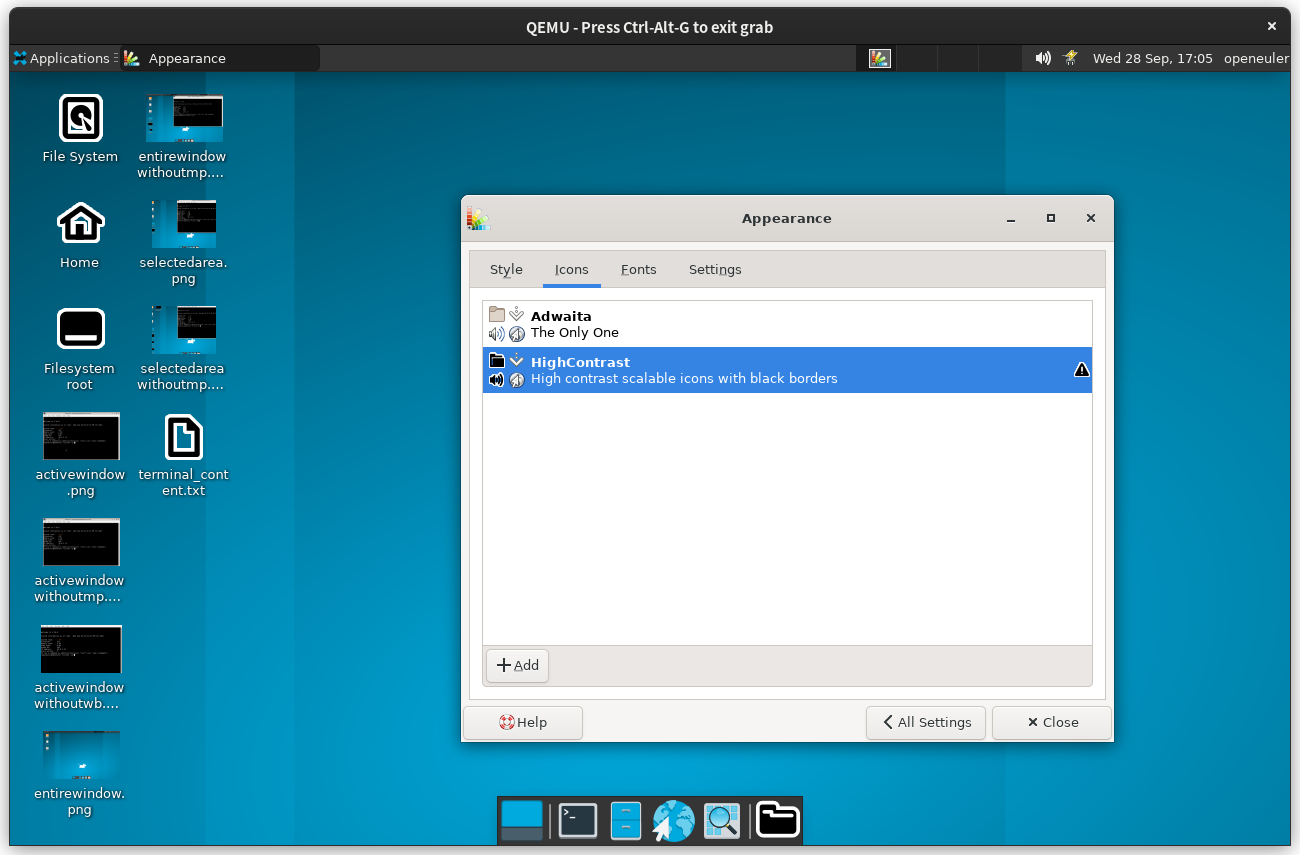 QEMU - Press Ctrl-Alt-G to exit grab
Applications
Appearance
Wed 28 Sep, 17:05
openeuler
File System
entirewindow
withoutmp....
Home
selectedarea.
png
Filesystem
root
selectedarea
withoutmp....
activewindow
.png
terminal_cont
ent.txt
activewindow
withoutmp....
activewindow
withoutwb....
entirewindow.
png
Appearance
Style
Icons
Fonts
Settings
Adwaita
The Only One
HighContrast
High contrast scalable icons with black borders
Add
Help
All Settings
Close